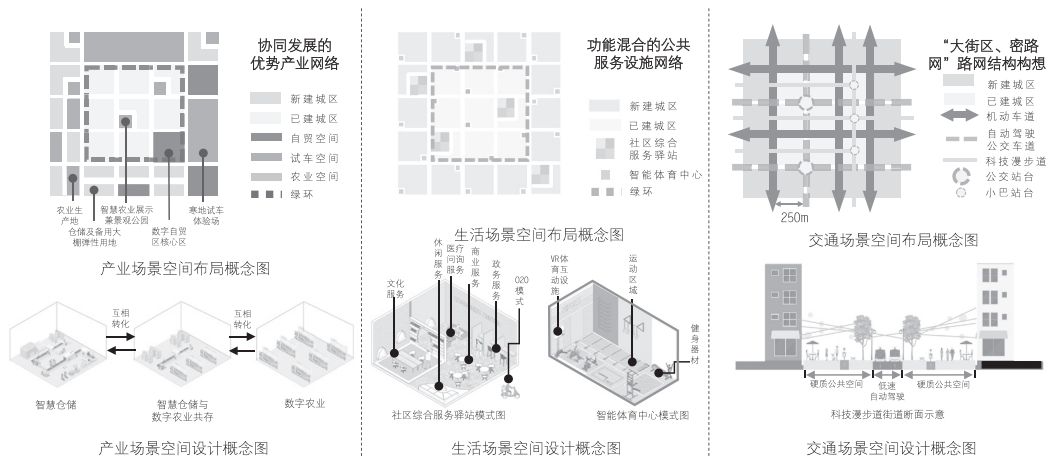 协同发展的
优势产业网络
新建城区
已建城区
自贸空间
试车空间
农业空间
绿环
农业生
产地
仓储及备用大
棚弹性用地
智慧农业展示
兼景观公园
数字自贸
区核心区
寒地试车
体验场
产业场景空间布局概念图
互相
转化
互相
转化
智慧仓储
智慧仓储与
数字农业共存
数字农业
产业场景空间设计概念图
功能混合的公共
服务设施网络
新建城区
已建城区
社区综合
服务驿站
智能体育中心
绿环
生活场景空间布局概念图
文化
服务
休闲服务
医疗
问询
服务
商业服务
政务服务
O2O
模式
VR体
育互
动设
施
运动区域
健身器材
社区综合服务驿站模式图
智能体育中心模式图
生活场景空间设计概念图
“大街区、密路
网”路网结构构想
新建城区
已建城区
机动车道
自动驾驶
公交车道
科技漫步道
公交站台
小巴站台
250m
交通场景空间布局概念图
硬质公共空间
低速
自动驾驶
硬质公共空间
科技漫步道街道断面示意
交通场景空间设计概念图